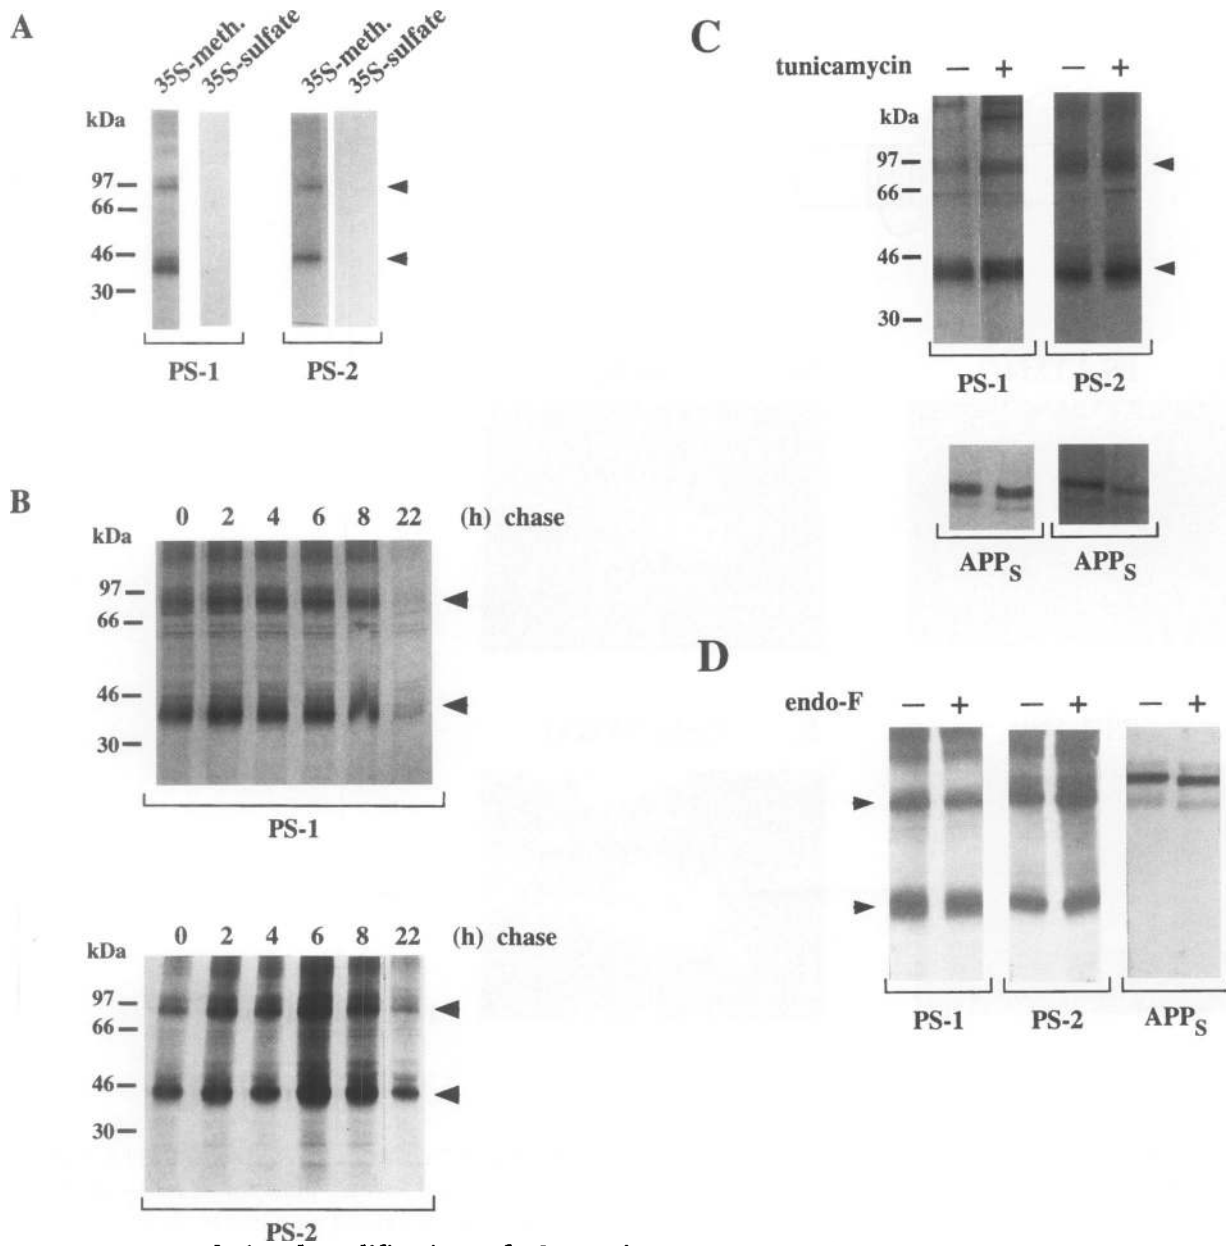 A
35S-meth.
35S-sulfate
35S-meth.
35S-sulfate
kDa
97
66
46
30
PS-1
PS-2
B
0 2 4 6 8 22 (h) chase
kDa
97
66
46
30
PS-1
0 2 4 6 8 22 (h) chase
kDa
97
66
46
30
PS-2
C
tunicamycin — + — +
kDa
97
66
46
30
PS-1 PS-2
APPS APPS
D
endo-F — + — + — +
PS-1 PS-2 APPS